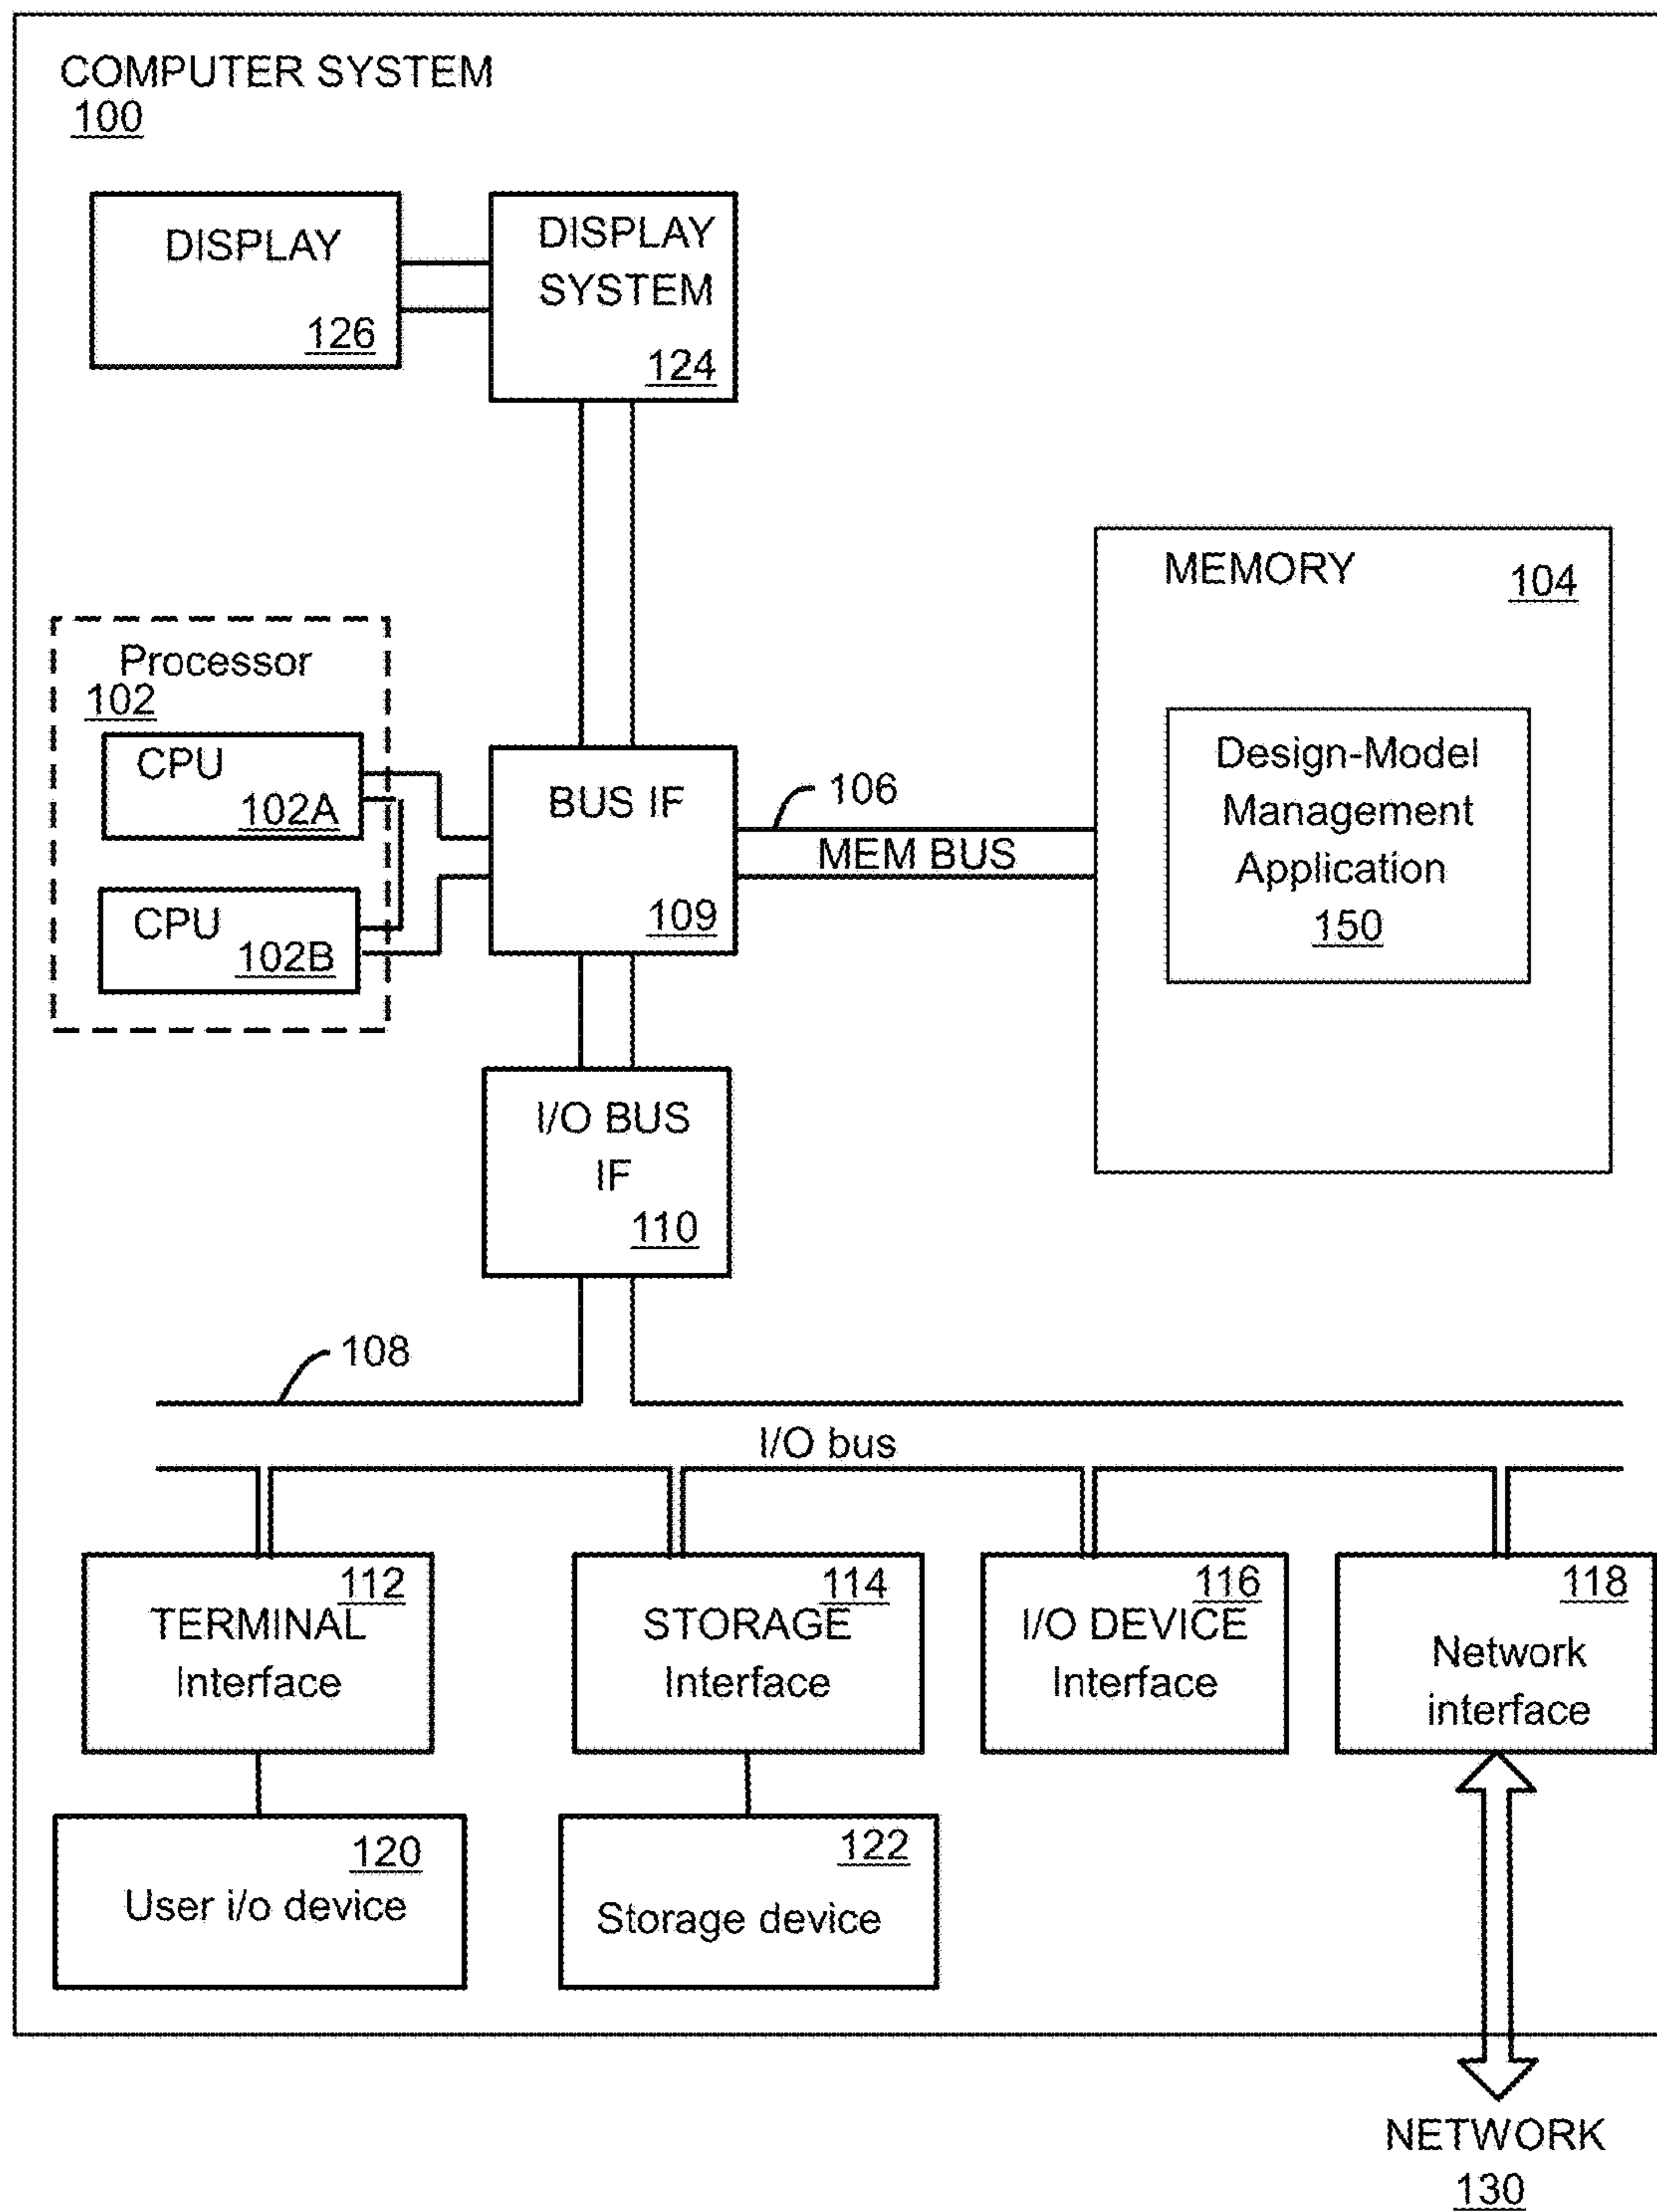 COMPUTER SYSTEM
100
DISPLAY
126
DISPLAY
SYSTEM
124
MEMORY
104
Design-Model
Management
Application
150
Processor
102
CPU
102A
CPU
102B
BUS IF
109
106
MEM BUS
I/O BUS
IF
110
108
I/O bus
112
TERMINAL
Interface
114
STORAGE
Interface
116
I/O DEVICE
Interface
118
Network
interface
120
User i/o device
122
Storage device
NETWORK
130